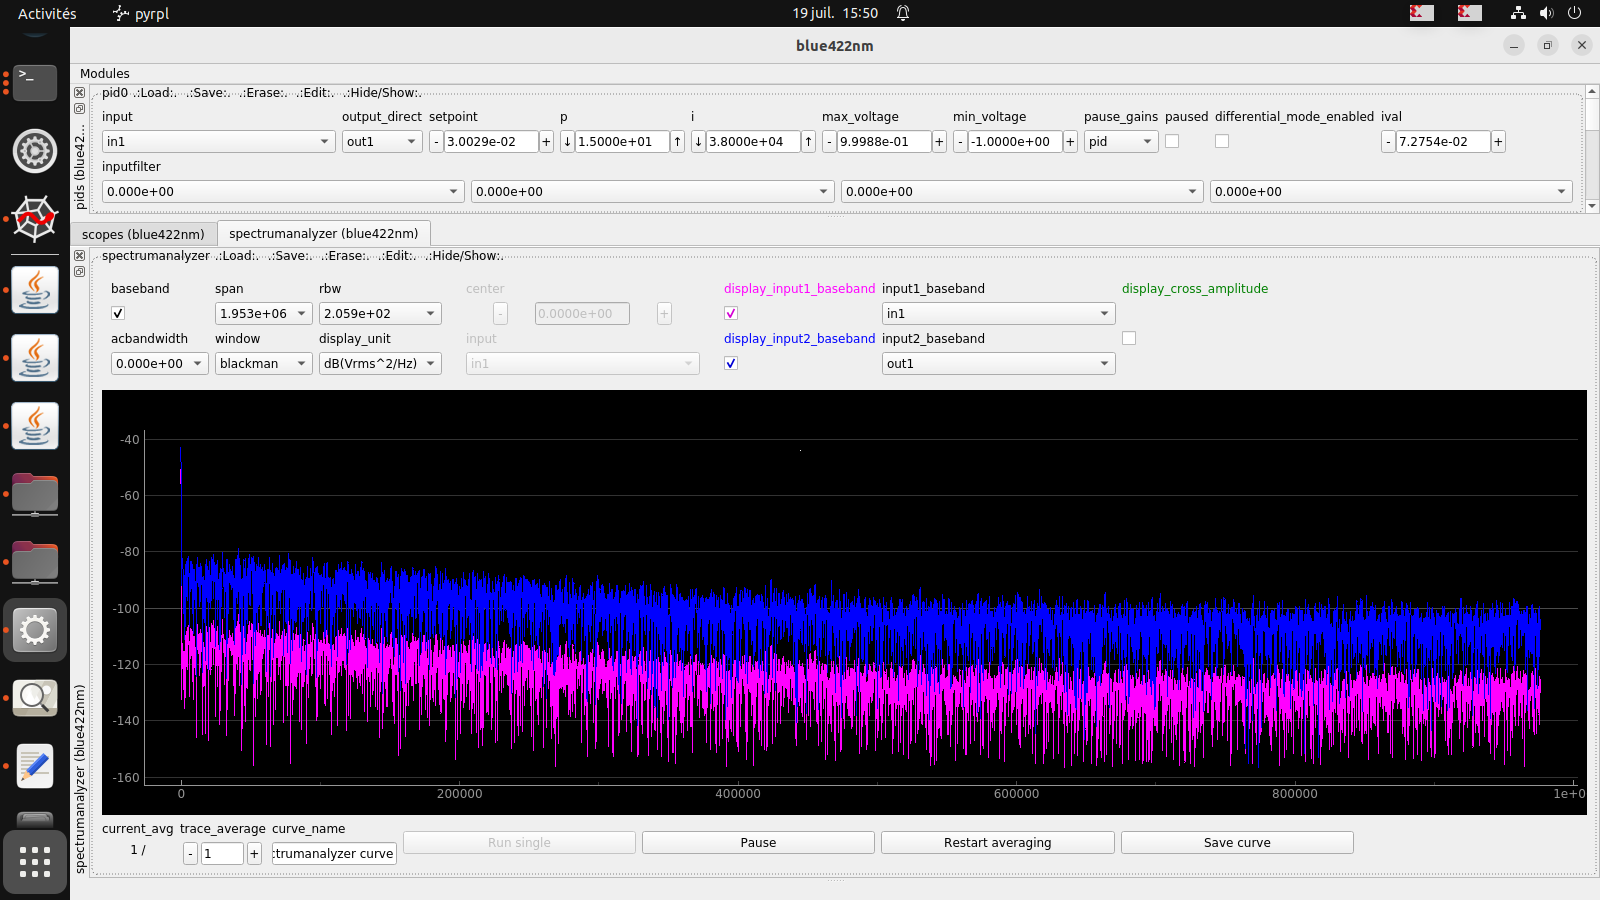 Activités pyrpl 19 juil. 15:50
blue422nm
Modules
pid0 .:Load:. .:Save:. .:Erase:. .:Edit:. .:Hide/Show:.
input output_direct setpoint p i max_voltage min_voltage pause_gains paused differential_mode_enabled ival
in1 out1 - 3.0029e-02 + ↓ 1.5000e+01 ↑ ↓ 3.8000e+04 ↑ - 9.9988e-01 + - -1.0000e+00 + pid - 7.2754e-02 +
inputfilter
0.000e+00 0.000e+00 0.000e+00 0.000e+00
pids (blue42...
scopes (blue422nm) spectrumanalyzer (blue422nm)
spectrumanalyzer .:Load:. .:Save:. .:Erase:. .:Edit:. .:Hide/Show:.
baseband span rbw center display_input1_baseband input1_baseband display_cross_amplitude
1.953e+06 2.059e+02 - 0.0000e+00 + in1
acbandwidth window display_unit input display_input2_baseband input2_baseband
0.000e+00 blackman dB(Vrms^2/Hz) in1 out1
-40
-60
-80
-100
-120
-140
-160
0 200000 400000 600000 800000 1e+0
spectrumanalyzer (blue422nm)
current_avg trace_average curve_name
1 / - 1 + :trumanalyzer curve Run single Pause Restart averaging Save curve